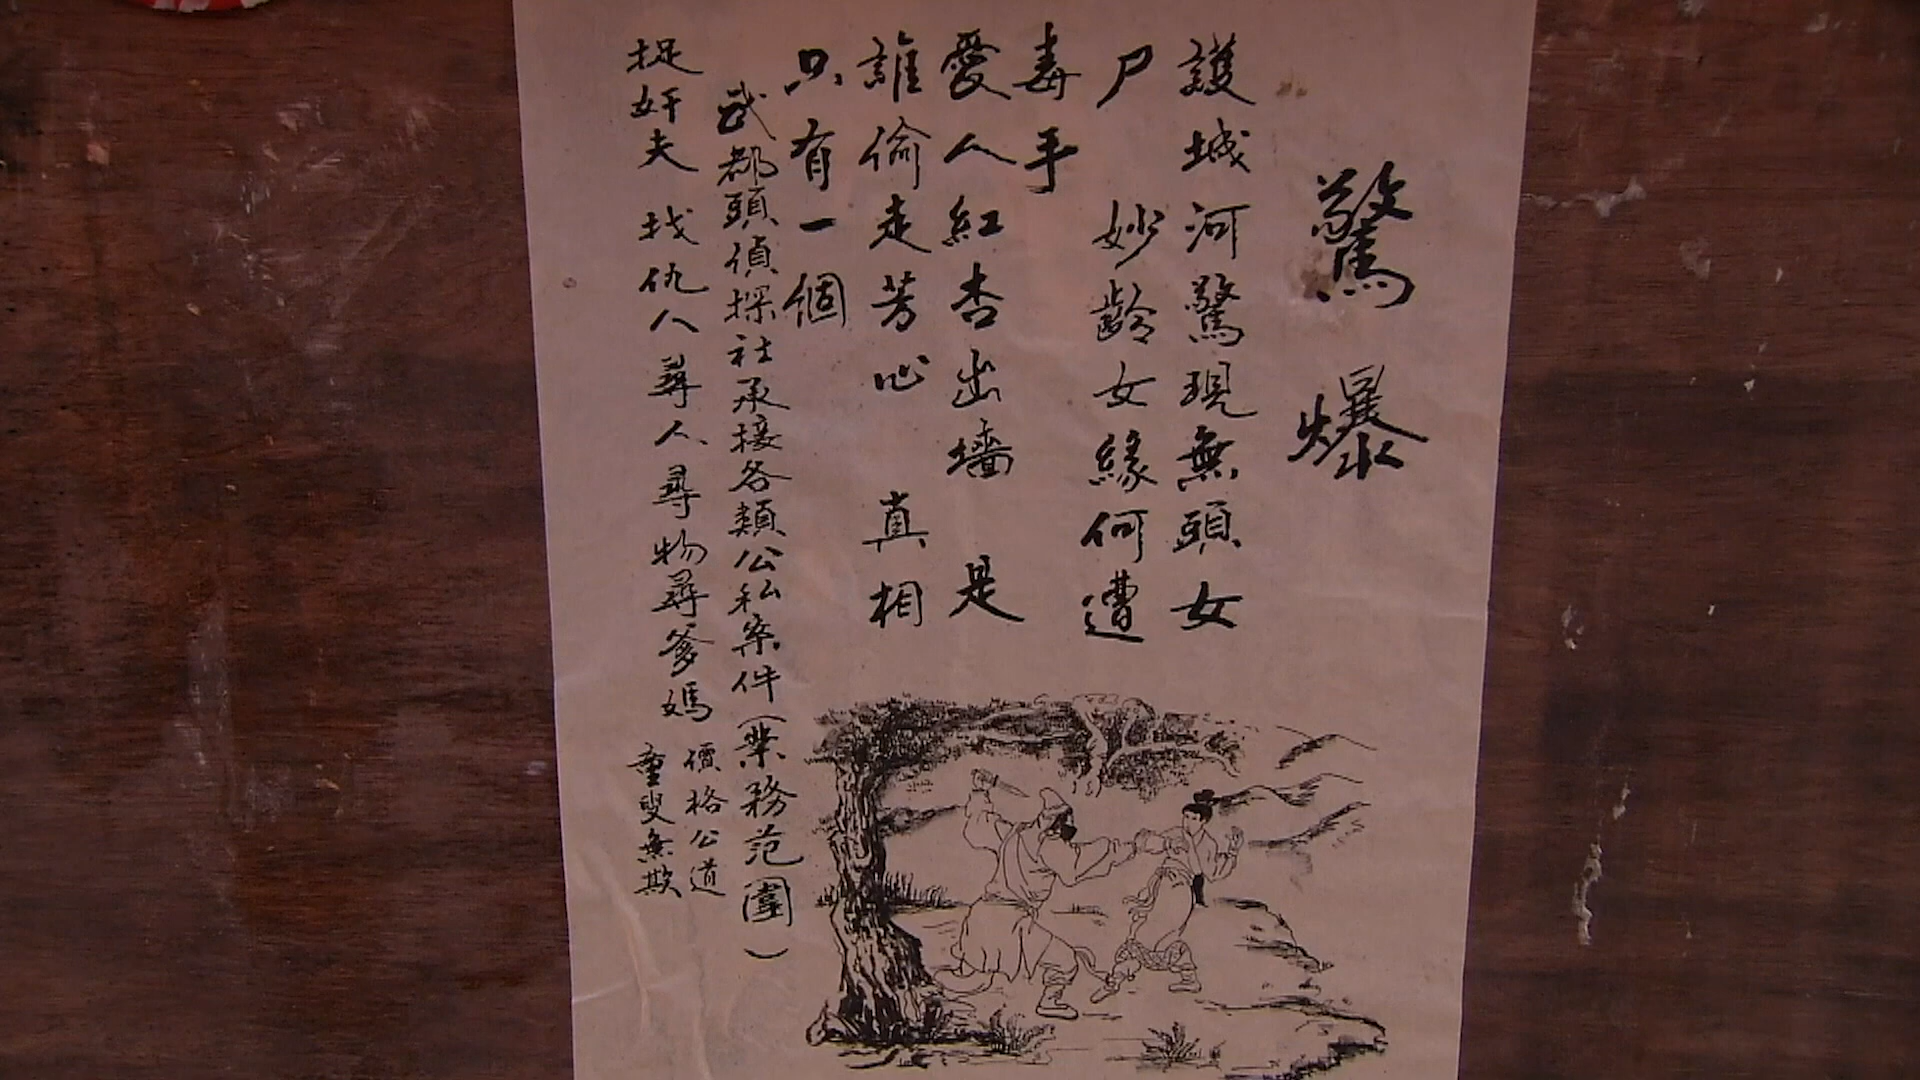 驚爆
護城河驚現無頭女
尸 妙齡女緣何遭
毒手
愛人紅杏出墻 是
誰偷走芳心 真相
只有一個
武都頭偵探社承接各類公私案件（業務范圍）
捉奸夫 找仇人 尋人 尋物 尋爹媽
價格公道
童叟無欺